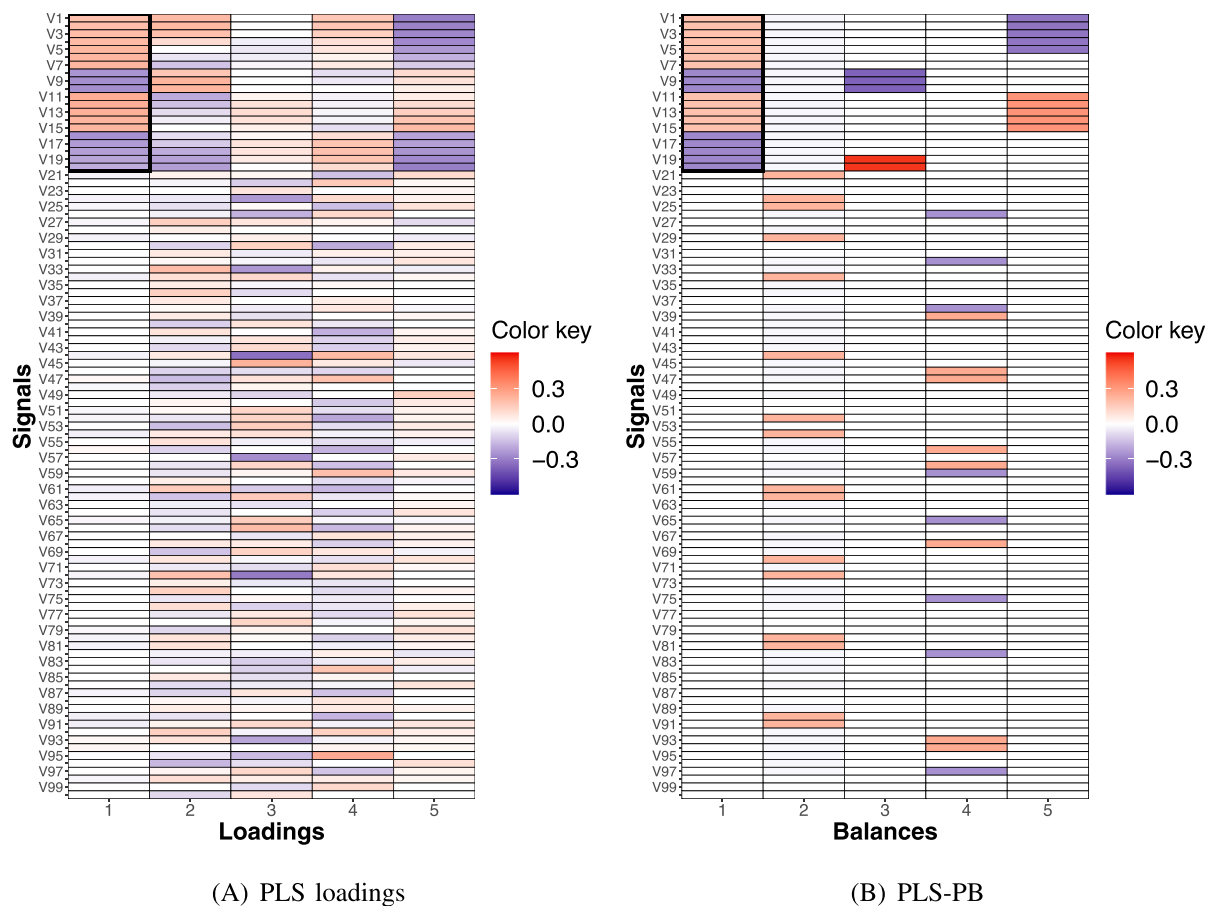 V1
V3
V5
V7
V9
V11
V13
V15
V17
V19
V21
V23
V25
V27
V29
V31
V33
V35
V37
V39
V41
V43
V45
V47
V49
V51
V53
V55
V57
V59
V61
V63
V65
V67
V69
V71
V73
V75
V77
V79
V81
V83
V85
V87
V89
V91
V93
V95
V97
V99
Signals
1 2 3 4 5
Loadings
Color key
0.3
0.0
−0.3
(A) PLS loadings
V1
V3
V5
V7
V9
V11
V13
V15
V17
V19
V21
V23
V25
V27
V29
V31
V33
V35
V37
V39
V41
V43
V45
V47
V49
V51
V53
V55
V57
V59
V61
V63
V65
V67
V69
V71
V73
V75
V77
V79
V81
V83
V85
V87
V89
V91
V93
V95
V97
V99
Signals
1 2 3 4 5
Balances
Color key
0.3
0.0
−0.3
(B) PLS-PB